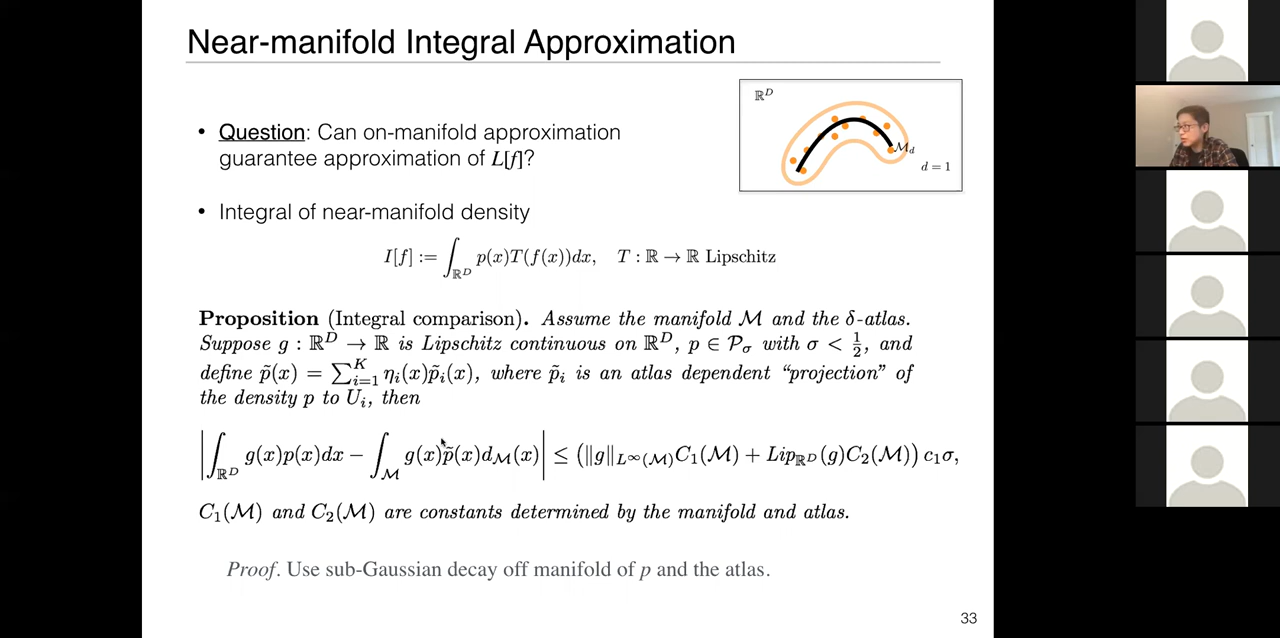 Near-manifold Integral Approximation
ℝ^D
ℳ_d
d = 1
• Question: Can on-manifold approximation
guarantee approximation of L[f]?
• Integral of near-manifold density
I[f] := ∫_{ℝ^D} p(x)T(f(x))dx, T : ℝ → ℝ Lipschitz
Proposition (Integral comparison). Assume the manifold ℳ and the δ-atlas.
Suppose g : ℝ^D → ℝ is Lipschitz continuous on ℝ^D, p ∈ 𝒫_σ with σ < 1/2, and
define p̃(x) = ∑_{i=1}^K η_i(x)p̃_i(x), where p̃_i is an atlas dependent “projection” of
the density p to U_i, then
|∫_{ℝ^D} g(x)p(x)dx − ∫_ℳ g(x)p̃(x)d_ℳ(x)| ≤ (‖g‖_{L^∞(ℳ)}C_1(ℳ) + Lip_{ℝ^D}(g)C_2(ℳ)) c_1σ,
C_1(ℳ) and C_2(ℳ) are constants determined by the manifold and atlas.
Proof. Use sub-Gaussian decay off manifold of p and the atlas.
33